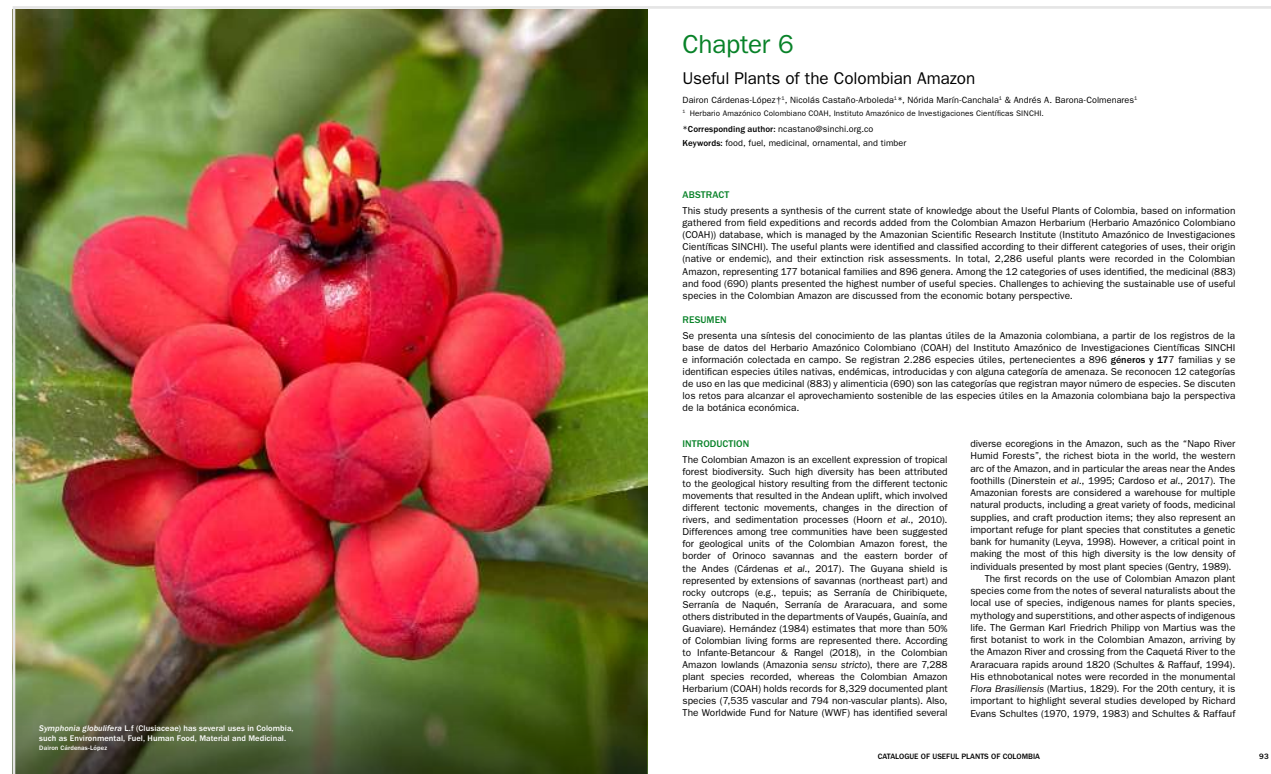 Symphonia globulifera L.f (Clusiaceae) has several uses in Colombia,
such as Environmental, Fuel, Human Food, Material and Medicinal.
Dairon Cárdenas-López
Chapter 6
Useful Plants of the Colombian Amazon
Dairon Cárdenas-López†¹, Nicolás Castaño-Arboleda¹*, Nórida Marín-Canchala¹ & Andrés A. Barona-Colmenares¹
¹ Herbario Amazónico Colombiano COAH, Instituto Amazónico de Investigaciones Científicas SINCHI.
*Corresponding author: ncastano@sinchi.org.co
Keywords: food, fuel, medicinal, ornamental, and timber
ABSTRACT
This study presents a synthesis of the current state of knowledge about the Useful Plants of Colombia, based on information
gathered from field expeditions and records added from the Colombian Amazon Herbarium (Herbario Amazónico Colombiano
(COAH)) database, which is managed by the Amazonian Scientific Research Institute (Instituto Amazónico de Investigaciones
Científicas SINCHI). The useful plants were identified and classified according to their different categories of uses, their origin
(native or endemic), and their extinction risk assessments. In total, 2,286 useful plants were recorded in the Colombian
Amazon, representing 177 botanical families and 896 genera. Among the 12 categories of uses identified, the medicinal (883)
and food (690) plants presented the highest number of useful species. Challenges to achieving the sustainable use of useful
species in the Colombian Amazon are discussed from the economic botany perspective.
RESUMEN
Se presenta una síntesis del conocimiento de las plantas útiles de la Amazonia colombiana, a partir de los registros de la
base de datos del Herbario Amazónico Colombiano (COAH) del Instituto Amazónico de Investigaciones Científicas SINCHI
e información colectada en campo. Se registran 2.286 especies útiles, pertenecientes a 896 géneros y 177 familias y se
identifican especies útiles nativas, endémicas, introducidas y con alguna categoría de amenaza. Se reconocen 12 categorías
de uso en las que medicinal (883) y alimenticia (690) son las categorías que registran mayor número de especies. Se discuten
los retos para alcanzar el aprovechamiento sostenible de las especies útiles en la Amazonia colombiana bajo la perspectiva
de la botánica económica.
INTRODUCTION
The Colombian Amazon is an excellent expression of tropical
forest biodiversity. Such high diversity has been attributed
to the geological history resulting from the different tectonic
movements that resulted in the Andean uplift, which involved
different tectonic movements, changes in the direction of
rivers, and sedimentation processes (Hoorn et al., 2010).
Differences among tree communities have been suggested
for geological units of the Colombian Amazon forest, the
border of Orinoco savannas and the eastern border of
the Andes (Cárdenas et al., 2017). The Guyana shield is
represented by extensions of savannas (northeast part) and
rocky outcrops (e.g., tepuis; as Serranía de Chiribiquete,
Serranía de Naquén, Serranía de Araracuara, and some
others distributed in the departments of Vaupés, Guainía, and
Guaviare). Hernández (1984) estimates that more than 50%
of Colombian living forms are represented there. According
to Infante-Betancour & Rangel (2018), in the Colombian
Amazon lowlands (Amazonia sensu stricto), there are 7,288
plant species recorded, whereas the Colombian Amazon
Herbarium (COAH) holds records for 8,329 documented plant
species (7,535 vascular and 794 non-vascular plants). Also,
The Worldwide Fund for Nature (WWF) has identified several
diverse ecoregions in the Amazon, such as the “Napo River
Humid Forests”, the richest biota in the world, the western
arc of the Amazon, and in particular the areas near the Andes
foothills (Dinerstein et al., 1995; Cardoso et al., 2017). The
Amazonian forests are considered a warehouse for multiple
natural products, including a great variety of foods, medicinal
supplies, and craft production items; they also represent an
important refuge for plant species that constitutes a genetic
bank for humanity (Leyva, 1998). However, a critical point in
making the most of this high diversity is the low density of
individuals presented by most plant species (Gentry, 1989).
The first records on the use of Colombian Amazon plant
species come from the notes of several naturalists about the
local use of species, indigenous names for plants species,
mythology and superstitions, and other aspects of indigenous
life. The German Karl Friedrich Philipp von Martius was the
first botanist to work in the Colombian Amazon, arriving by
the Amazon River and crossing from the Caquetá River to the
Araracuara rapids around 1820 (Schultes & Raffauf, 1994).
His ethnobotanical notes were recorded in the monumental
Flora Brasiliensis (Martius, 1829). For the 20th century, it is
important to highlight several studies developed by Richard
Evans Schultes (1970, 1979, 1983) and Schultes & Raffauf
CATALOGUE OF USEFUL PLANTS OF COLOMBIA
93